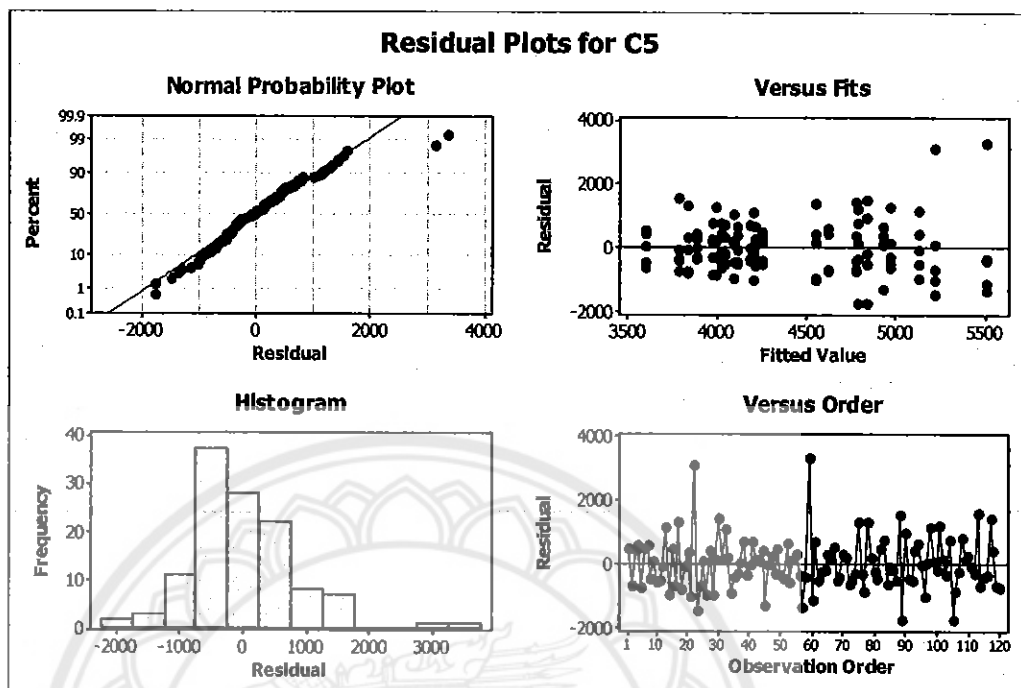 Residual Plots for C5
Normal Probability Plot
99.9
99
90
50
10
1
0.1
Percent
-2000 0 2000 4000
Residual
Versus Fits
4000
2000
0
-2000
Residual
3500 4000 4500 5000 5500
Fitted Value
Histogram
40
30
20
10
0
Frequency
-2000 -1000 0 1000 2000 3000
Residual
Versus Order
4000
2000
0
-2000
Residual
1 10 20 30 40 50 60 70 80 90 100 110 120
Observation Order